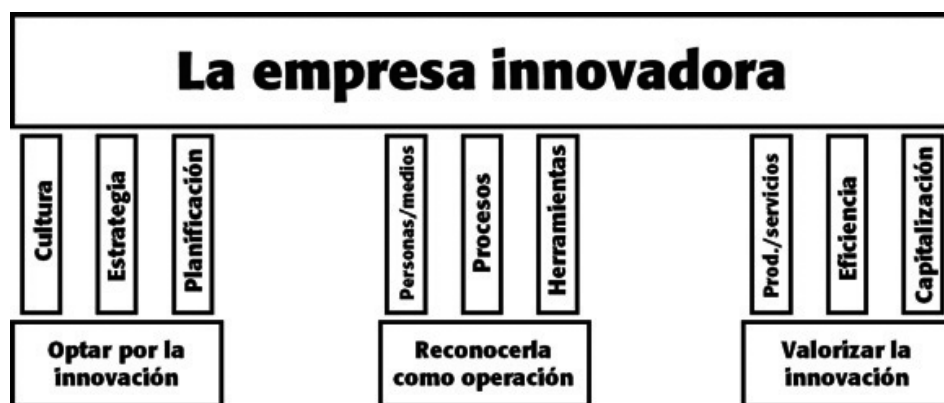 La empresa innovadora
Cultura
Estrategia
Planificación
Personas/medios
Procesos
Herramientas
Prod./servicios
Eficiencia
Capitalización
Optar por la
innovación
Reconocerla
como operación
Valorizar la
innovación